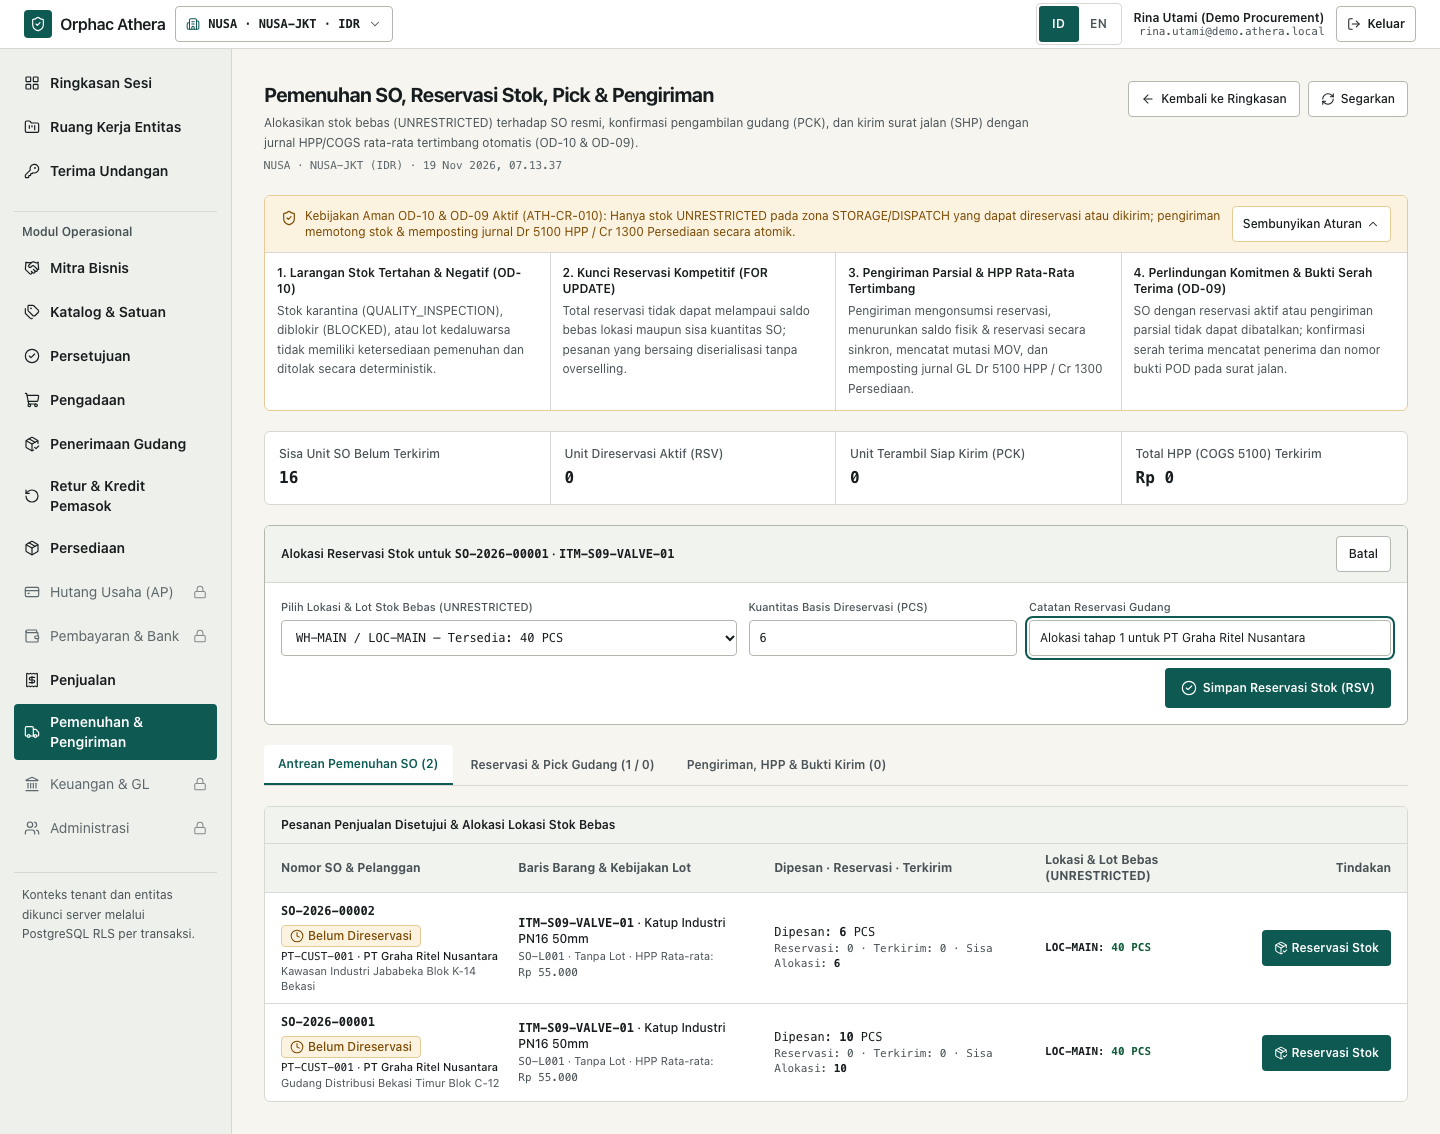 Orphac Athera
NUSA · NUSA-JKT · IDR
ID
EN
Rina Utami (Demo Procurement)
rina.utami@demo.athera.local
Keluar
Ringkasan Sesi
Ruang Kerja Entitas
Terima Undangan
Modul Operasional
Mitra Bisnis
Katalog & Satuan
Persetujuan
Pengadaan
Penerimaan Gudang
Retur & Kredit
Pemasok
Persediaan
Hutang Usaha (AP)
Pembayaran & Bank
Penjualan
Pemenuhan &
Pengiriman
Keuangan & GL
Administrasi
Konteks tenant dan entitas
dikunci server melalui
PostgreSQL RLS per transaksi.
Pemenuhan SO, Reservasi Stok, Pick & Pengiriman
Alokasikan stok bebas (UNRESTRICTED) terhadap SO resmi, konfirmasi pengambilan gudang (PCK), dan kirim surat jalan (SHP) dengan
jurnal HPP/COGS rata-rata tertimbang otomatis (OD-10 & OD-09).
NUSA · NUSA-JKT (IDR) · 19 Nov 2026, 07.13.37
Kembali ke Ringkasan
Segarkan
Kebijakan Aman OD-10 & OD-09 Aktif (ATH-CR-010): Hanya stok UNRESTRICTED pada zona STORAGE/DISPATCH yang dapat direservasi atau dikirim; pengiriman
memotong stok & memposting jurnal Dr 5100 HPP / Cr 1300 Persediaan secara atomik.
Sembunyikan Aturan
1. Larangan Stok Tertahan & Negatif (OD-
10)
Stok karantina (QUALITY_INSPECTION),
diblokir (BLOCKED), atau lot kedaluwarsa
tidak memiliki ketersediaan pemenuhan dan
ditolak secara deterministik.
2. Kunci Reservasi Kompetitif (FOR
UPDATE)
Total reservasi tidak dapat melampaui saldo
bebas lokasi maupun sisa kuantitas SO;
pesanan yang bersaing diserialisasi tanpa
overselling.
3. Pengiriman Parsial & HPP Rata-Rata
Tertimbang
Pengiriman mengonsumsi reservasi,
menurunkan saldo fisik & reservasi secara
sinkron, mencatat mutasi MOV, dan
memposting jurnal GL Dr 5100 HPP / Cr 1300
Persediaan.
4. Perlindungan Komitmen & Bukti Serah
Terima (OD-09)
SO dengan reservasi aktif atau pengiriman
parsial tidak dapat dibatalkan; konfirmasi
serah terima mencatat penerima dan nomor
bukti POD pada surat jalan.
Sisa Unit SO Belum Terkirim
16
Unit Direservasi Aktif (RSV)
0
Unit Terambil Siap Kirim (PCK)
0
Total HPP (COGS 5100) Terkirim
Rp 0
Alokasi Reservasi Stok untuk SO-2026-00001 · ITM-S09-VALVE-01
Batal
Pilih Lokasi & Lot Stok Bebas (UNRESTRICTED)
WH-MAIN / LOC-MAIN — Tersedia: 40 PCS
Kuantitas Basis Direservasi (PCS)
6
Catatan Reservasi Gudang
Alokasi tahap 1 untuk PT Graha Ritel Nusantara
Simpan Reservasi Stok (RSV)
Antrean Pemenuhan SO (2)
Reservasi & Pick Gudang (1 / 0)
Pengiriman, HPP & Bukti Kirim (0)
Pesanan Penjualan Disetujui & Alokasi Lokasi Stok Bebas
Nomor SO & Pelanggan
Baris Barang & Kebijakan Lot
Dipesan · Reservasi · Terkirim
Lokasi & Lot Bebas
(UNRESTRICTED)
Tindakan
SO-2026-00002
Belum Direservasi
PT-CUST-001 · PT Graha Ritel Nusantara
Kawasan Industri Jababeka Blok K-14
Bekasi
ITM-S09-VALVE-01 · Katup Industri
PN16 50mm
SO-L001 · Tanpa Lot · HPP Rata-rata:
Rp 55.000
Dipesan: 6 PCS
Reservasi: 0 · Terkirim: 0 · Sisa
Alokasi: 6
LOC-MAIN: 40 PCS
Reservasi Stok
SO-2026-00001
Belum Direservasi
PT-CUST-001 · PT Graha Ritel Nusantara
Gudang Distribusi Bekasi Timur Blok C-12
ITM-S09-VALVE-01 · Katup Industri
PN16 50mm
SO-L001 · Tanpa Lot · HPP Rata-rata:
Rp 55.000
Dipesan: 10 PCS
Reservasi: 0 · Terkirim: 0 · Sisa
Alokasi: 10
LOC-MAIN: 40 PCS
Reservasi Stok